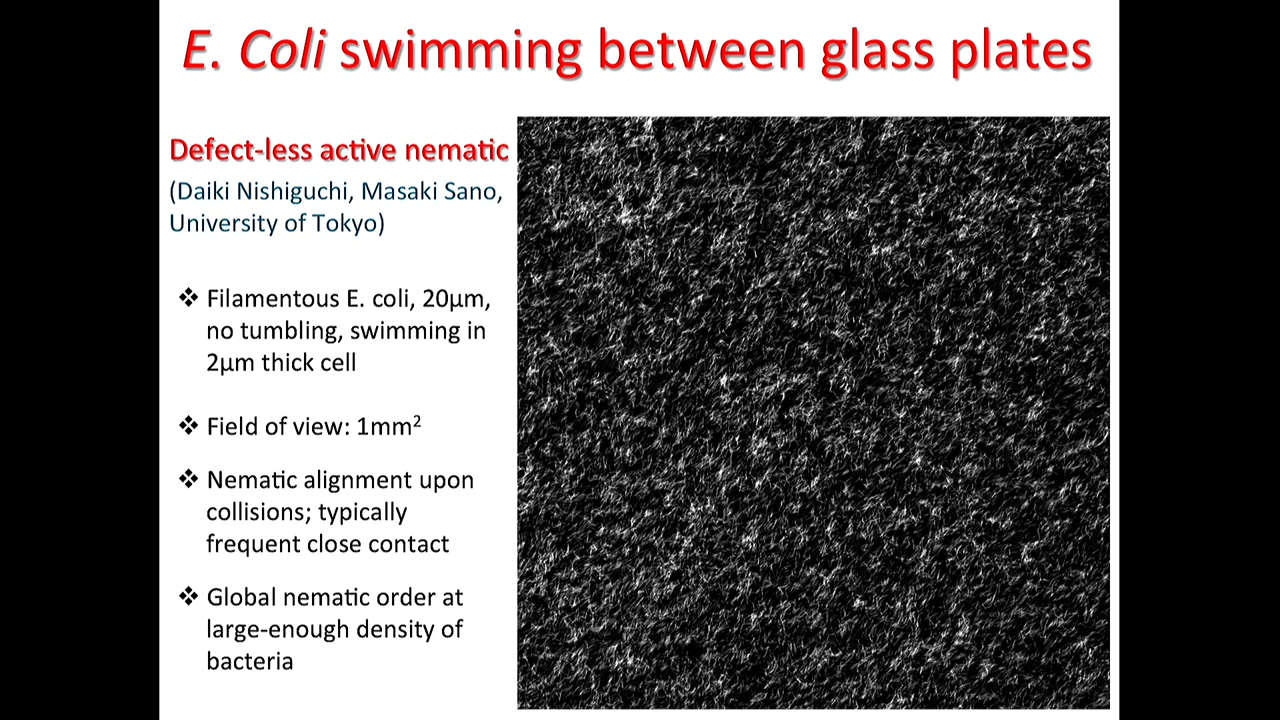 E. Coli swimming between glass plates
Defect-less active nematic
(Daiki Nishiguchi, Masaki Sano,
University of Tokyo)
❖ Filamentous E. coli, 20µm,
no tumbling, swimming in
2µm thick cell
❖ Field of view: 1mm²
❖ Nematic alignment upon
collisions; typically
frequent close contact
❖ Global nematic order at
large-enough density of
bacteria